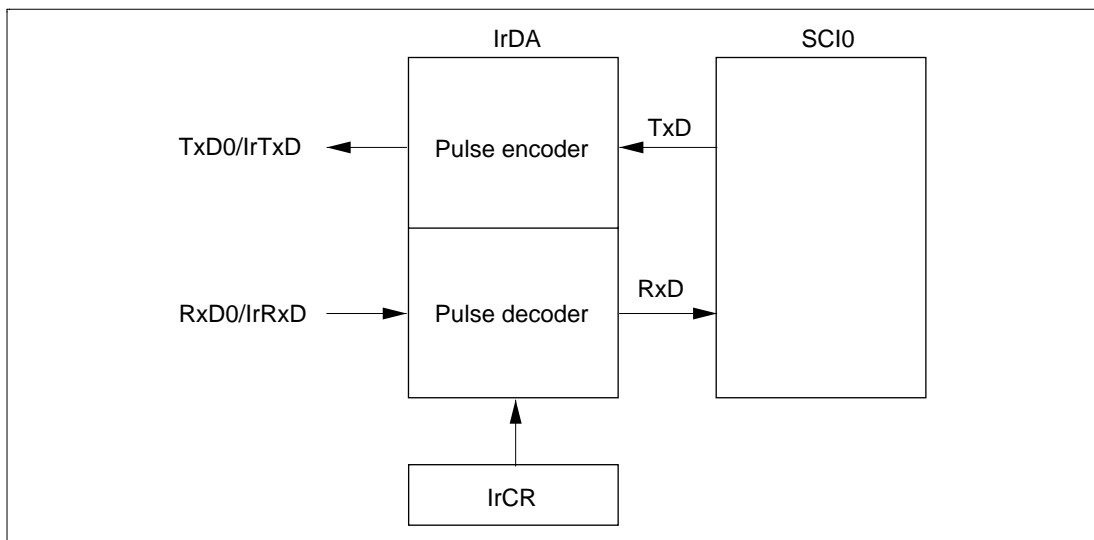 IrDA
SCI0
TxD0/IrTxD
Pulse encoder
TxD
RxD0/IrRxD
Pulse decoder
RxD
IrCR